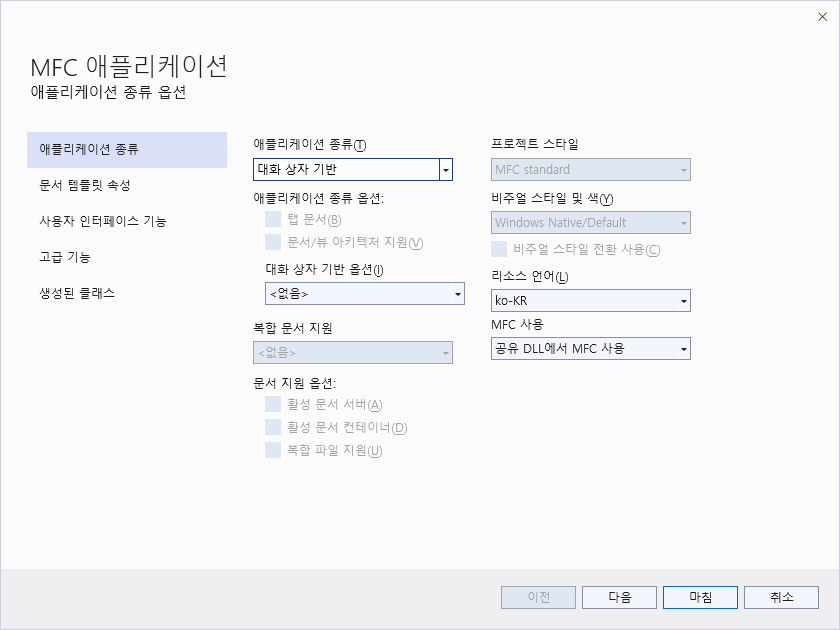 MFC 애플리케이션
애플리케이션 종류 옵션
애플리케이션 종류
문서 템플릿 속성
사용자 인터페이스 기능
고급 기능
생성된 클래스
애플리케이션 종류(T)
대화 상자 기반
애플리케이션 종류 옵션:
탭 문서(B)
문서/뷰 아키텍처 지원(V)
대화 상자 기반 옵션(I)
<없음>
복합 문서 지원
<없음>
문서 지원 옵션:
활성 문서 서버(A)
활성 문서 컨테이너(D)
복합 파일 지원(U)
프로젝트 스타일
MFC standard
비주얼 스타일 및 색(Y)
Windows Native/Default
비주얼 스타일 전환 사용(C)
리소스 언어(L)
ko-KR
MFC 사용
공유 DLL에서 MFC 사용
이전
다음
마침
취소